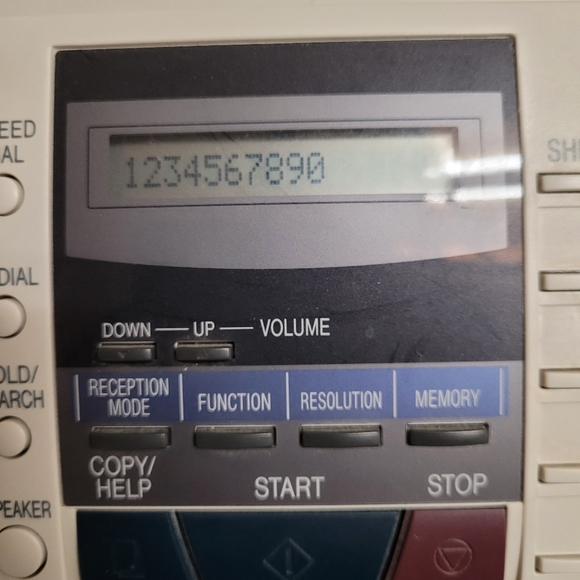 1234567890
DOWN UP VOLUME
RECEPTION
MODE
FUNCTION
RESOLUTION
MEMORY
COPY/
HELP
START
STOP
EED
IAL
DIAL
OLD/
ARCH
PEAKER
SH